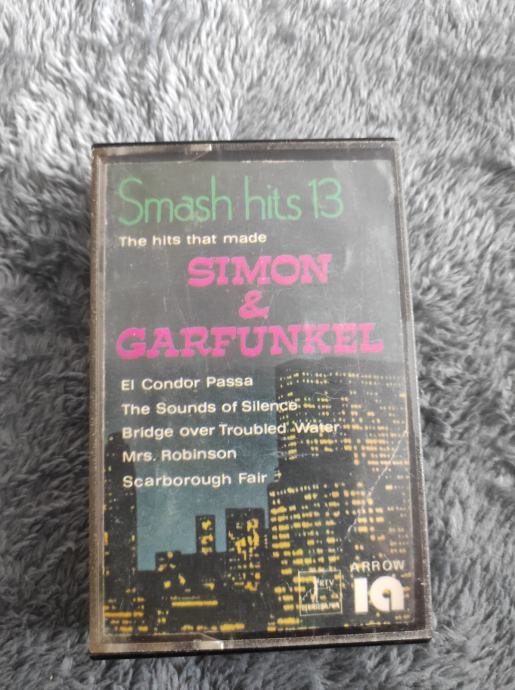 Smash hits 13
The hits that made
SIMON
&
GARFUNKEL
El Condor Passa
The Sounds of Silence
Bridge over Troubled Water
Mrs. Robinson
Scarborough Fair
ARROW
RTV